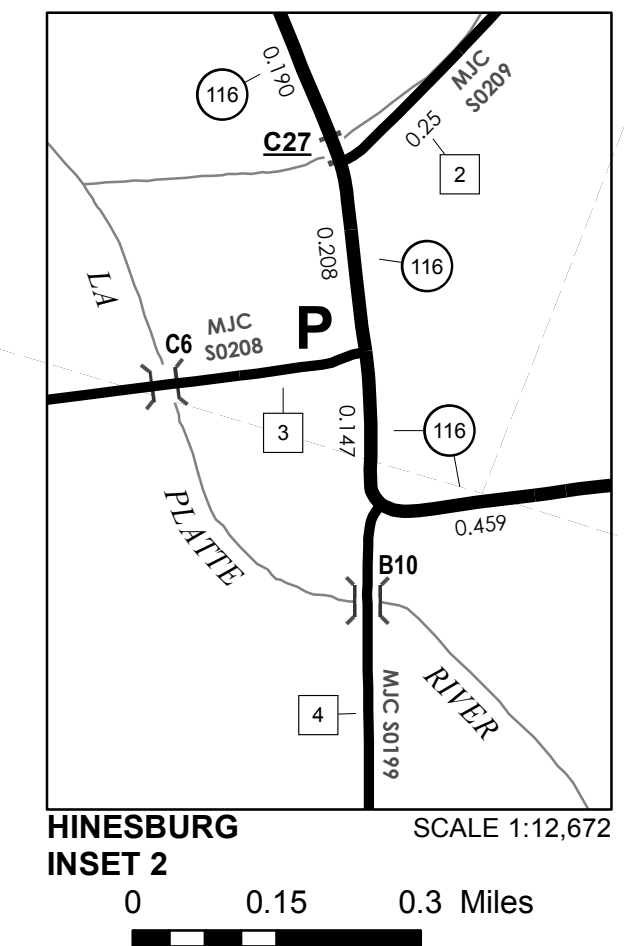 0.190
116
MJC
S0209
C27
0.25
2
0.208
116
LA
P
C6
MJC
S0208
3
0.147
116
PLATTE
0.459
B10
4
MJC S0199
RIVER
HINESBURG
INSET 2
SCALE 1:12,672
0 0.15 0.3 Miles